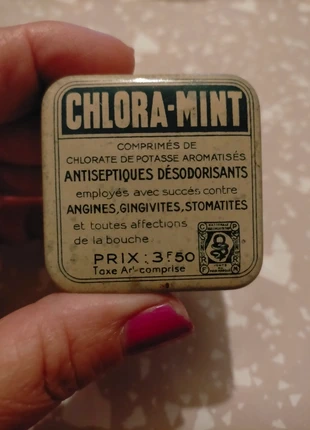 CHLORA-MINT
COMPRIMÉS DE
CHLORATE DE POTASSE AROMATISÉS
ANTISEPTIQUES DÉSODORISANTS
employés avec succès contre
ANGINES, GINGIVITES, STOMATITES
et toutes affections
de la bouche
PRIX : 3F50
Taxe Ar^t-comprise